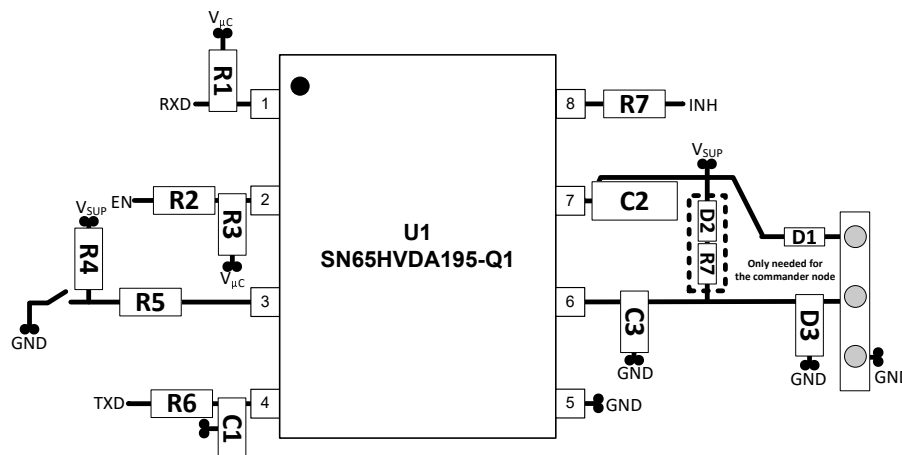 VμC
R1
RXD
1
8
R7
INH
VSUP
EN
R2
2
R3
VμC
7
C2
D2
R7
D1
Only needed for
the commander node
U1
SN65HVDA195-Q1
VSUP
R4
R5
3
6
C3
D3
GND
GND
GND
GND
TXD
R6
4
C1
5
GND